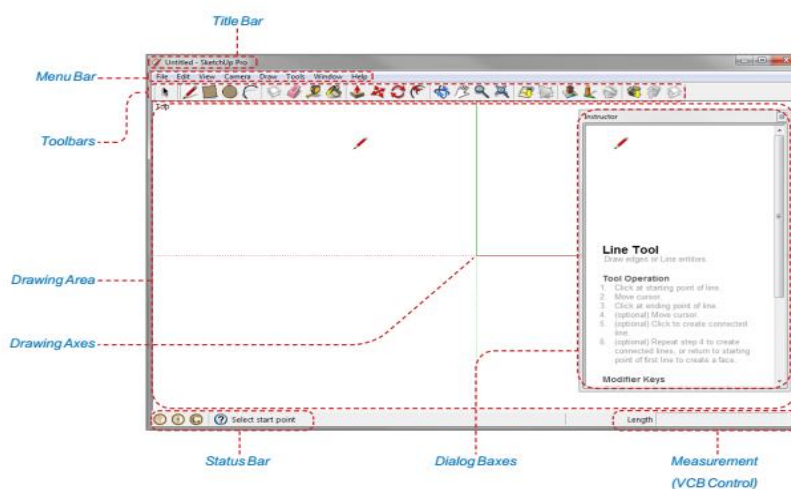 Title Bar
Untitled - SketchUp Pro
Menu Bar
File Edit View Camera Draw Tools Window Help
Toolbars
Top
Instructor
Line Tool
Draw edges or Line entities.
Tool Operation
1. Click at starting point of line.
2. Move cursor.
3. Click at ending point of line.
4. (optional) Move cursor.
5. (optional) Click to create connected
line.
6. (optional) Repeat step 4 to create
connected lines, or return to starting
point of first line to create a face.
Modifier Keys
Drawing Area
Drawing Axes
Select start point
Length
Status Bar
Dialog Baxes
Measurement
(VCB Control)